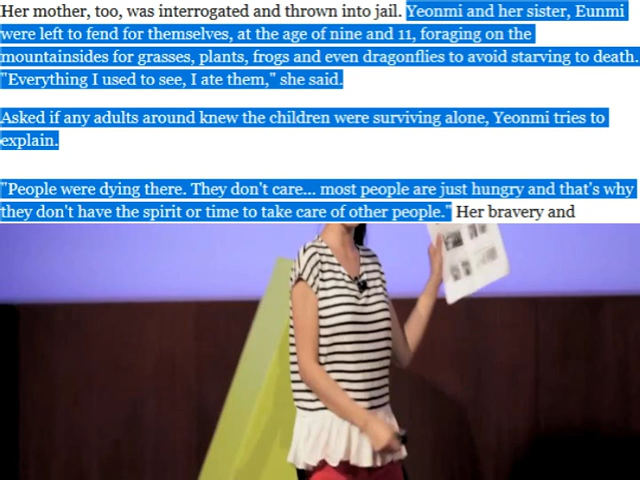 Her mother, too, was interrogated and thrown into jail. Yeonmi and her sister, Eunmi
were left to fend for themselves, at the age of nine and 11, foraging on the
mountainsides for grasses, plants, frogs and even dragonflies to avoid starving to death.
"Everything I used to see, I ate them," she said.
Asked if any adults around knew the children were surviving alone, Yeonmi tries to
explain.
"People were dying there. They don't care... most people are just hungry and that's why
they don't have the spirit or time to take care of other people." Her bravery and